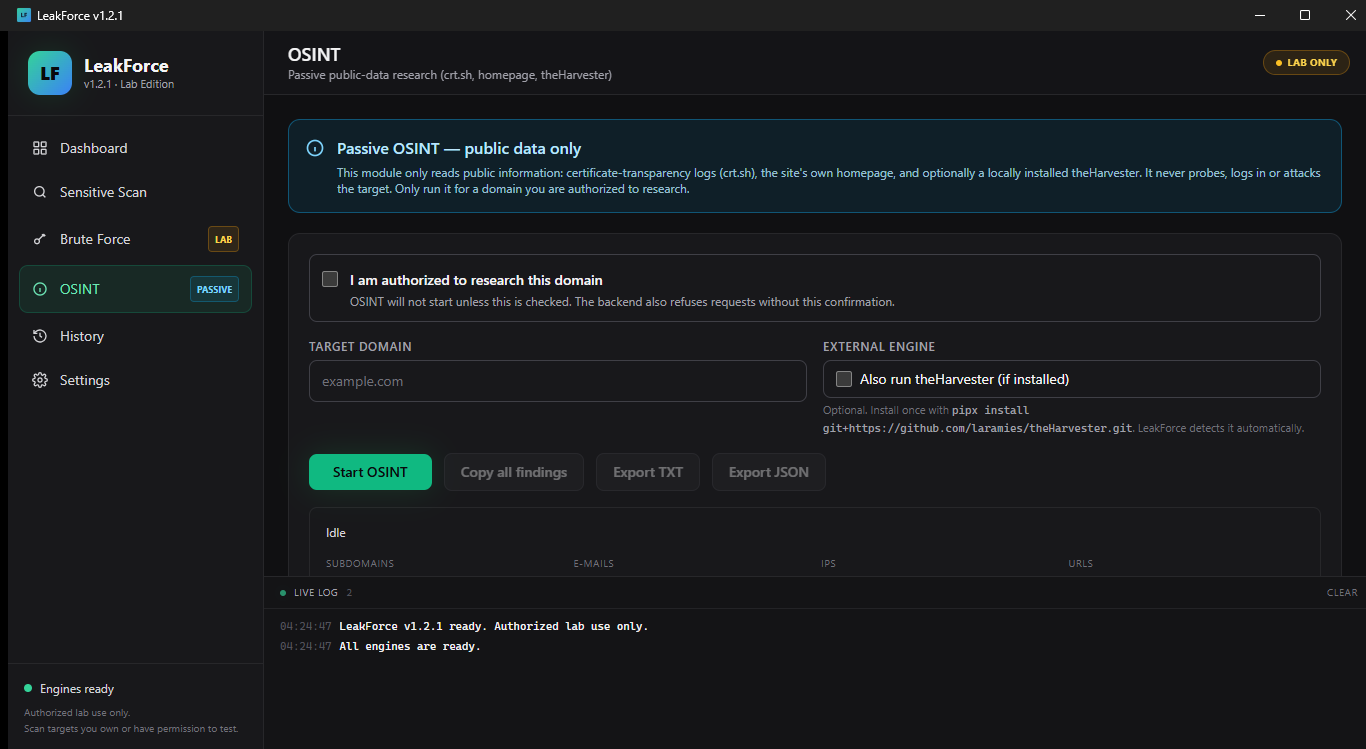 LF LeakForce v1.2.1
LF
LeakForce
v1.2.1 · Lab Edition
Dashboard
Sensitive Scan
Brute Force LAB
OSINT PASSIVE
History
Settings
Engines ready
Authorized lab use only.
Scan targets you own or have permission to test.
OSINT
Passive public-data research (crt.sh, homepage, theHarvester)
LAB ONLY
Passive OSINT — public data only
This module only reads public information: certificate-transparency logs (crt.sh), the site's own homepage, and optionally a locally installed theHarvester. It never probes, logs in or attacks
the target. Only run it for a domain you are authorized to research.
I am authorized to research this domain
OSINT will not start unless this is checked. The backend also refuses requests without this confirmation.
TARGET DOMAIN
example.com
EXTERNAL ENGINE
Also run theHarvester (if installed)
Optional. Install once with pipx install
git+https://github.com/laramies/theHarvester.git. LeakForce detects it automatically.
Start OSINT
Copy all findings
Export TXT
Export JSON
Idle
SUBDOMAINS E-MAILS IPS URLS
LIVE LOG 2 CLEAR
04:24:47 LeakForce v1.2.1 ready. Authorized lab use only.
04:24:47 All engines are ready.